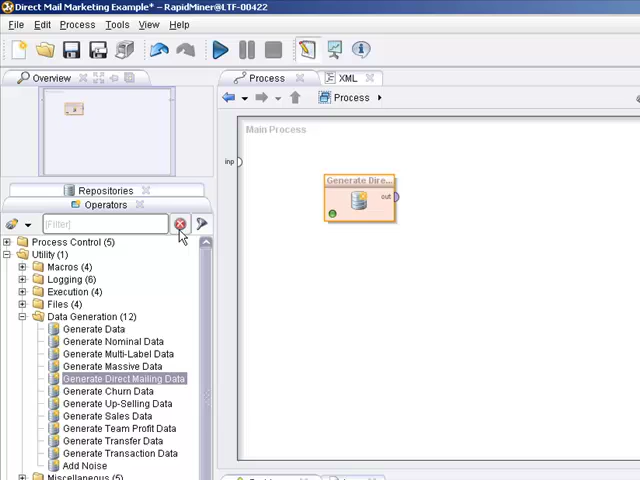 Direct Mail Marketing Example* – RapidMiner@LTF-00422
File Edit Process Tools View Help
Overview
Process
XML
Process
Main Process
inp
Generate Dire...
out
Repositories
Operators
[Filter]
Process Control (5)
Utility (1)
Macros (4)
Logging (6)
Execution (4)
Files (4)
Data Generation (12)
Generate Data
Generate Nominal Data
Generate Multi-Label Data
Generate Massive Data
Generate Direct Mailing Data
Generate Churn Data
Generate Up-Selling Data
Generate Sales Data
Generate Team Profit Data
Generate Transfer Data
Generate Transaction Data
Add Noise
Miscellaneous (5)